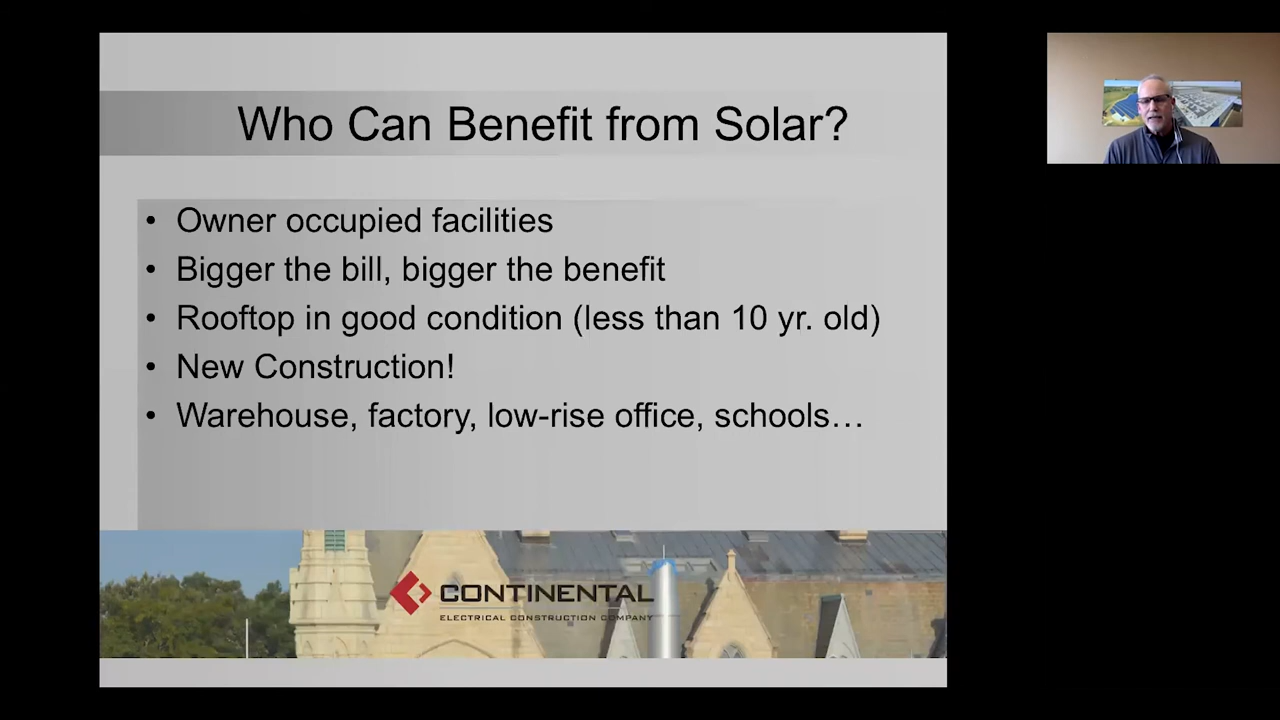 Who Can Benefit from Solar?
• Owner occupied facilities
• Bigger the bill, bigger the benefit
• Rooftop in good condition (less than 10 yr. old)
• New Construction!
• Warehouse, factory, low-rise office, schools…
CONTINENTAL
ELECTRICAL CONSTRUCTION COMPANY